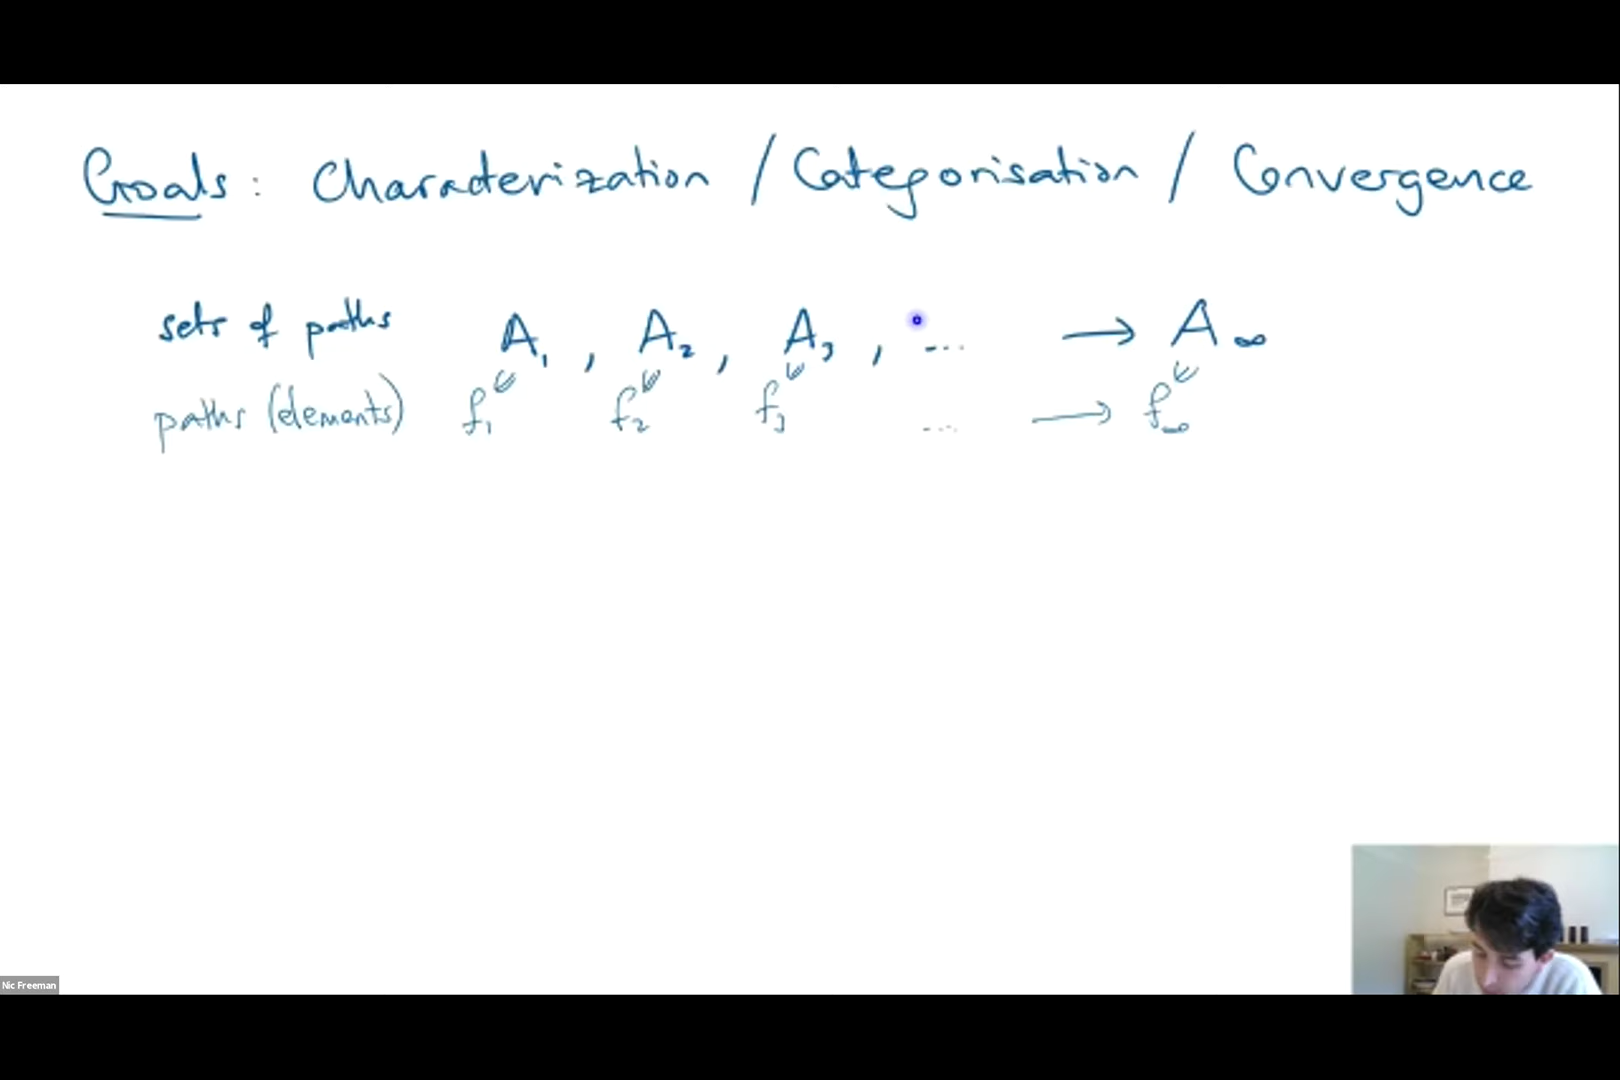 Goals: Characterization / Categorisation / Convergence
sets of paths A₁ , A₂ , A₃ , ... → A∞
∈ ∈ ∈ ∈
paths (elements) f₁ f₂ f₃ ... → f∞
Nic Freeman